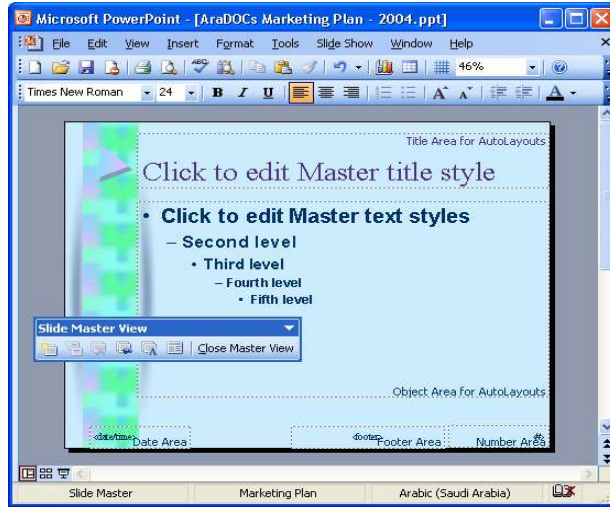 Microsoft PowerPoint - [AraDOCs Marketing Plan - 2004.ppt]
File Edit View Insert Format Tools Slide Show Window Help
46%
Times New Roman 24 B I U A A A
Title Area for AutoLayouts
Click to edit Master title style
• Click to edit Master text styles
– Second level
• Third level
– Fourth level
• Fifth level
Slide Master View
Close Master View
Object Area for AutoLayouts
<date/time> Date Area <footer> Footer Area Number Area <#>
Slide Master Marketing Plan Arabic (Saudi Arabia)